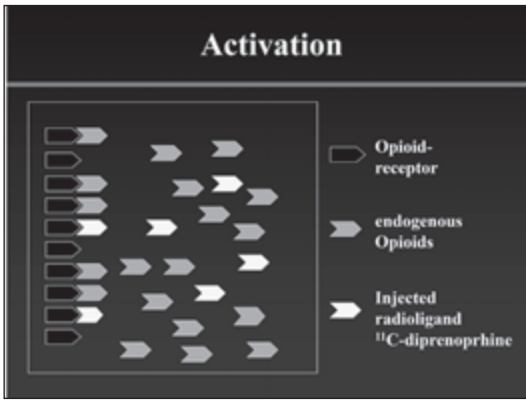 Activation
Opioid-
receptor
endogenous
Opioids
Injected
radioligand
¹¹C-diprenoprhine